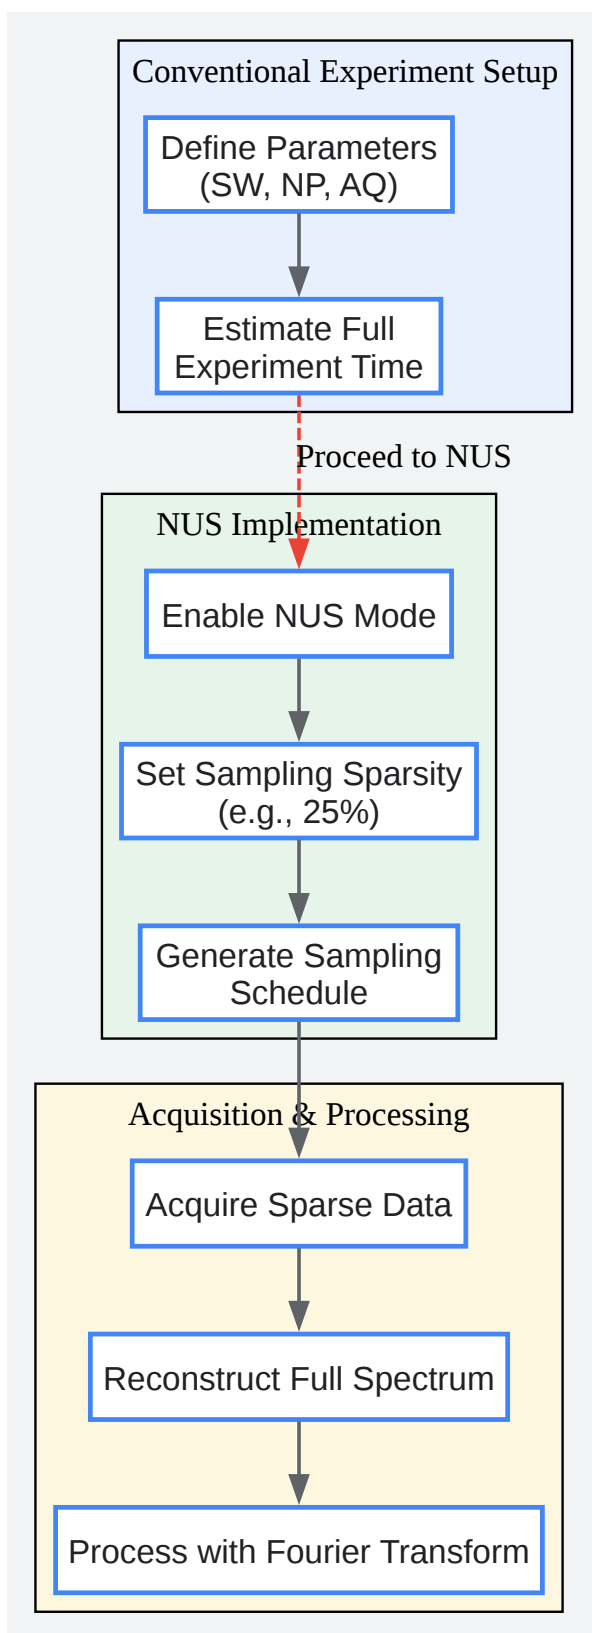 Conventional Experiment Setup
Define Parameters
(SW, NP, AQ)
Estimate Full
Experiment Time
Proceed to NUS
NUS Implementation
Enable NUS Mode
Set Sampling Sparsity
(e.g., 25%)
Generate Sampling
Schedule
Acquisition & Processing
Acquire Sparse Data
Reconstruct Full Spectrum
Process with Fourier Transform